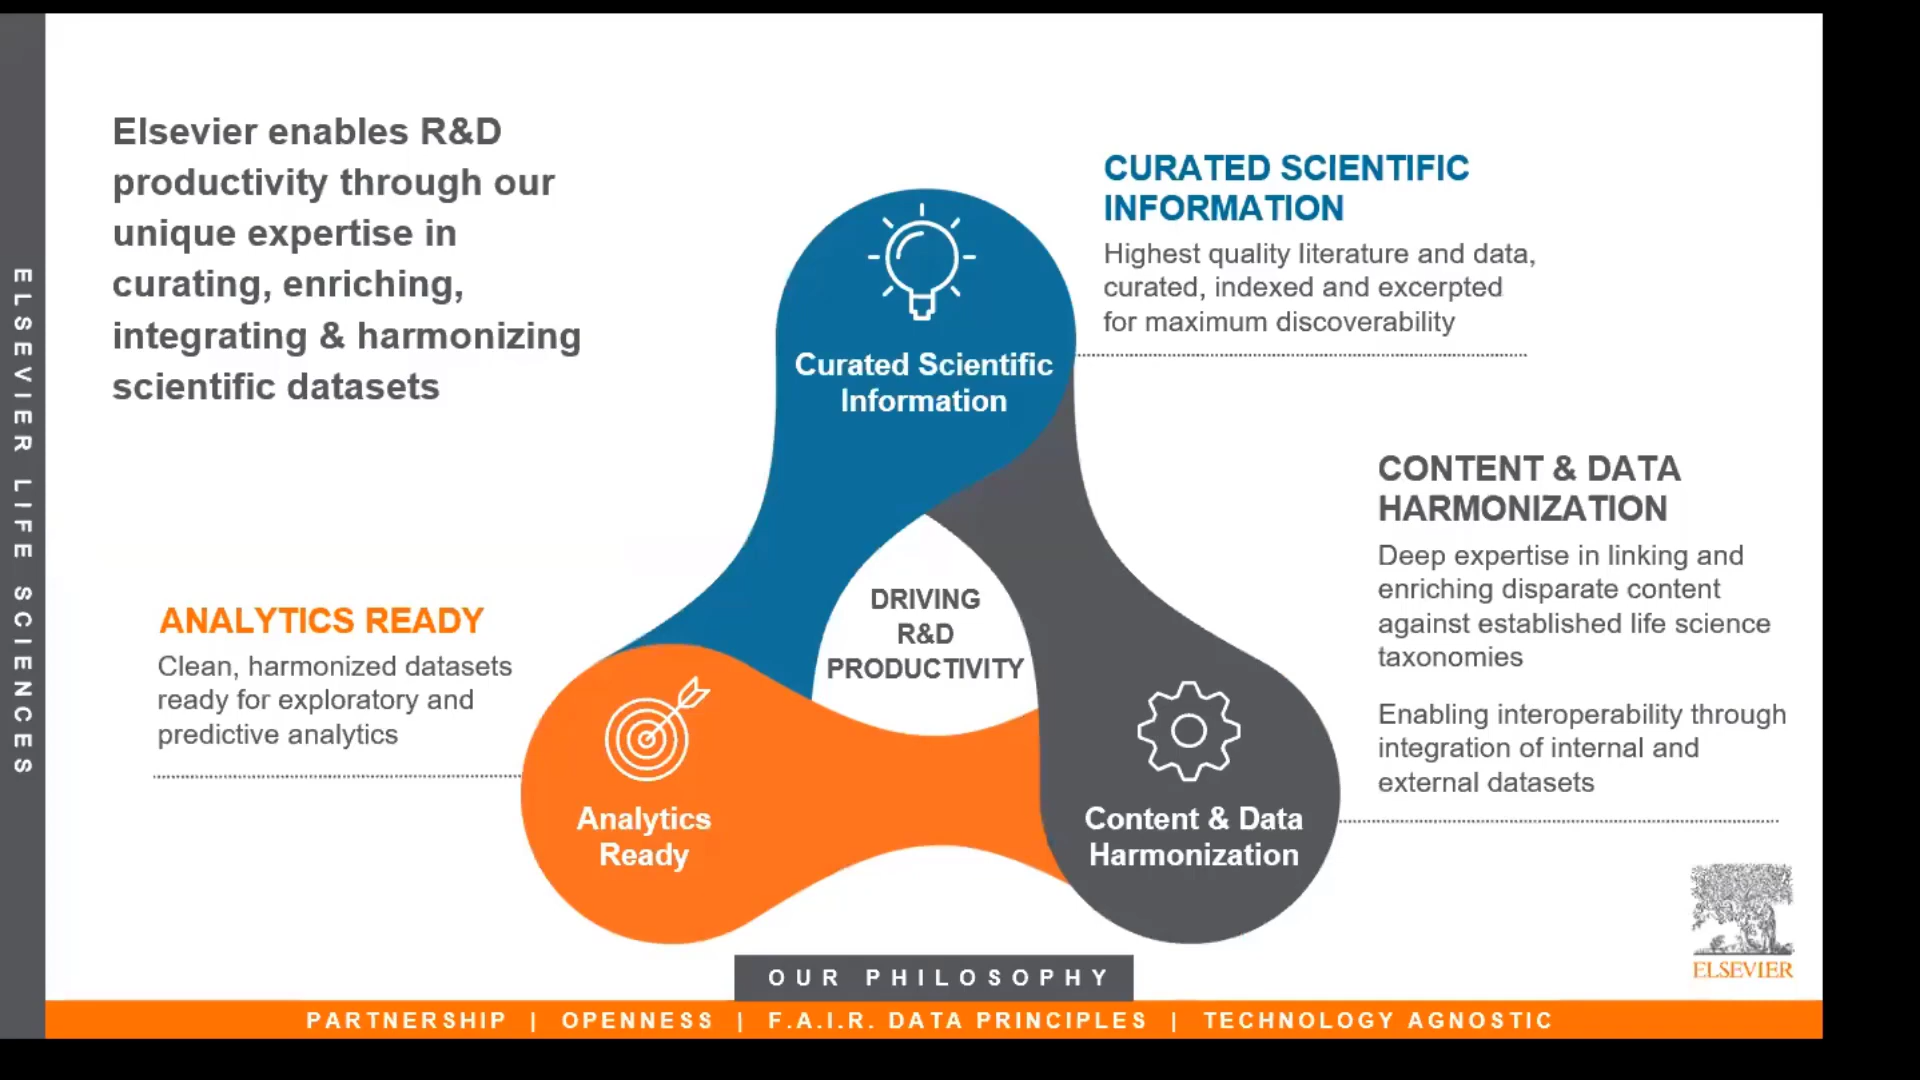 ELSEVIER LIFE SCIENCES
Elsevier enables R&D
productivity through our
unique expertise in
curating, enriching,
integrating & harmonizing
scientific datasets
CURATED SCIENTIFIC
INFORMATION
Highest quality literature and data,
curated, indexed and excerpted
for maximum discoverability
Curated Scientific
Information
CONTENT & DATA
HARMONIZATION
Deep expertise in linking and
enriching disparate content
against established life science
taxonomies
Enabling interoperability through
integration of internal and
external datasets
DRIVING
R&D
PRODUCTIVITY
ANALYTICS READY
Clean, harmonized datasets
ready for exploratory and
predictive analytics
Analytics
Ready
Content & Data
Harmonization
ELSEVIER
OUR PHILOSOPHY
PARTNERSHIP | OPENNESS | F.A.I.R. DATA PRINCIPLES | TECHNOLOGY AGNOSTIC